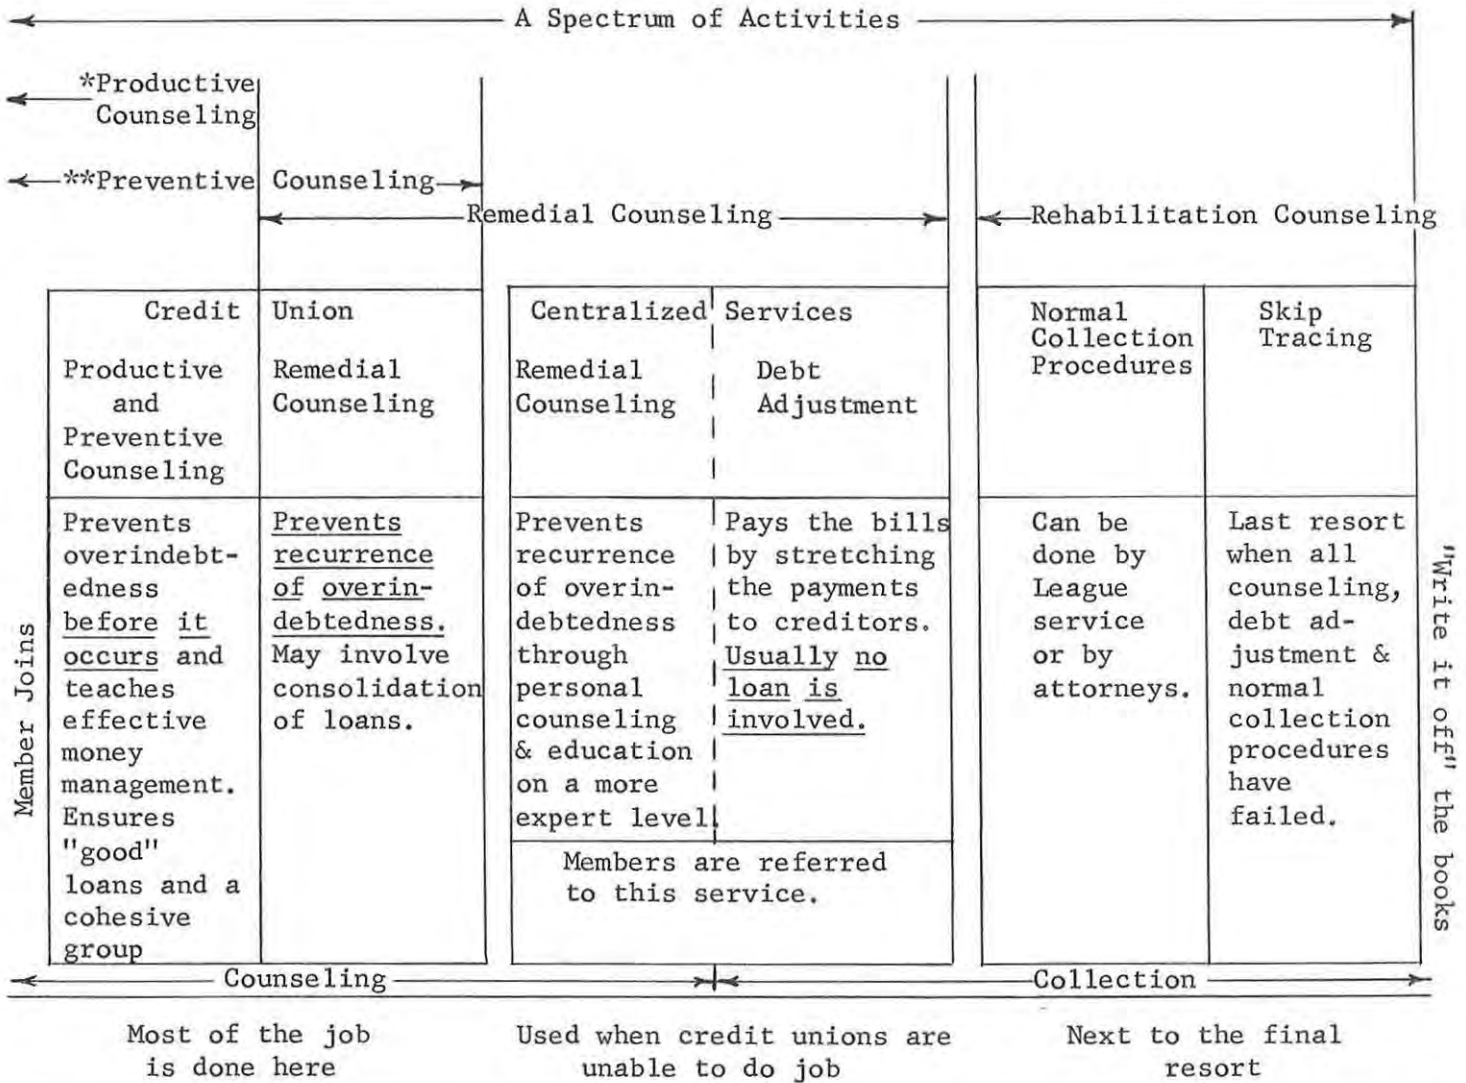 A Spectrum of Activities
*Productive
Counseling
**Preventive Counseling
Remedial Counseling
Rehabilitation Counseling
Credit Union
Productive
and
Preventive
Counseling
Remedial
Counseling
Centralized Services
Remedial
Counseling
Debt
Adjustment
Normal
Collection
Procedures
Skip
Tracing
Member Joins
Prevents
overindebt-
edness
before it
occurs and
teaches
effective
money
management.
Ensures
"good"
loans and a
cohesive
group
Prevents
recurrence
of overin-
debtedness.
May involve
consolidation
of loans.
Prevents
recurrence
of overin-
debtedness
through
personal
counseling
& education
on a more
expert level
Pays the bills
by stretching
the payments
to creditors.
Usually no
loan is
involved.
Members are referred
to this service.
Can be
done by
League
service
or by
attorneys.
Last resort
when all
counseling,
debt ad-
justment &
normal
collection
procedures
have
failed.
"Write it off" the books
Counseling
Collection
Most of the job
is done here
Used when credit unions are
unable to do job
Next to the final
resort